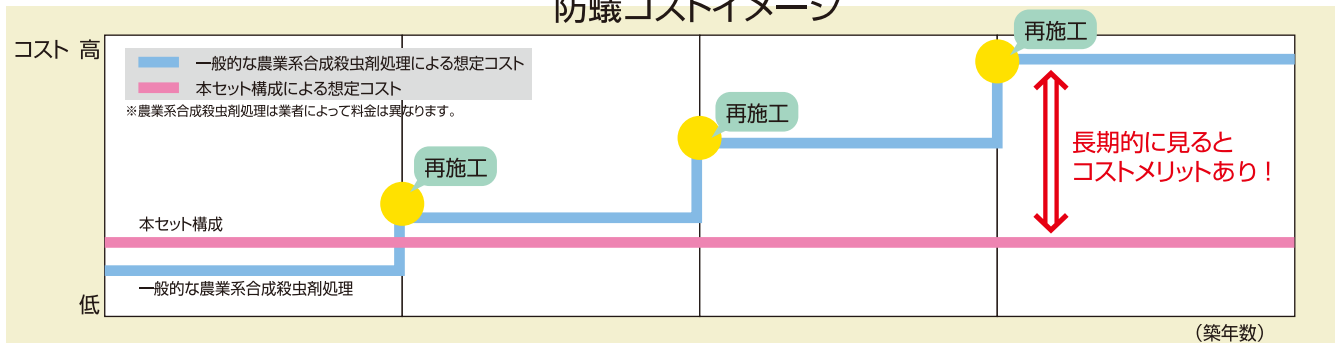 防蟻コストイメージ
コスト 高
一般的な農業系合成殺虫剤処理による想定コスト
本セット構成による想定コスト
※農業系合成殺虫剤処理は業者によって料金は異なります。
再施工
再施工
再施工
長期的に見ると
コストメリットあり！
本セット構成
一般的な農業系合成殺虫剤処理
低
（築年数）